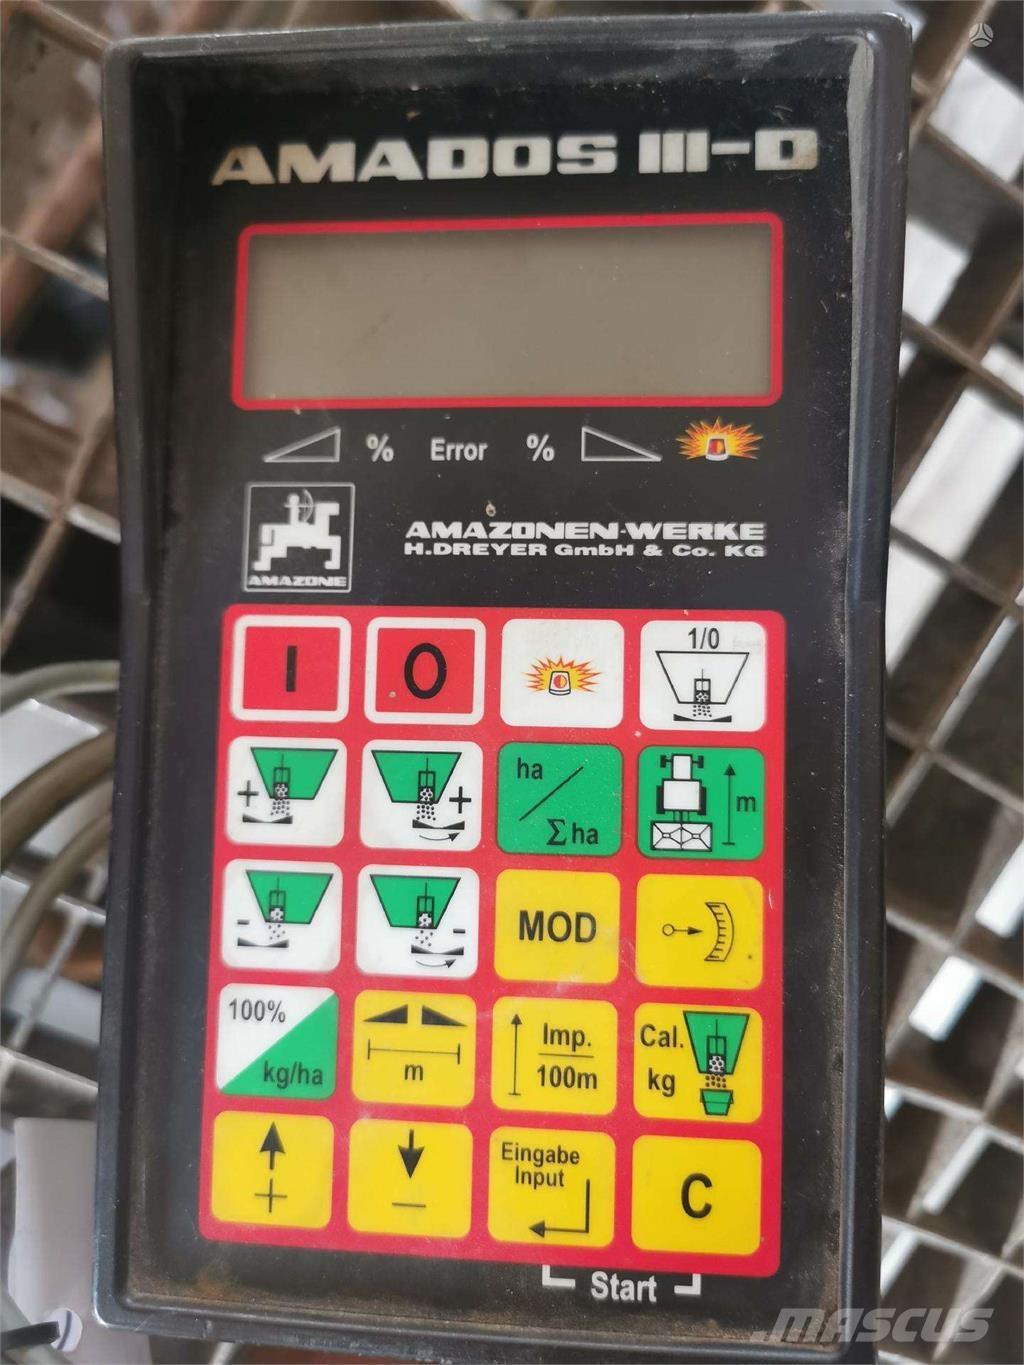 AMADOS III-D
% Error %
AMAZONE
AMAZONEN-WERKE
H.DREYER GmbH & Co. KG
I O 1/0
+ +
ha / Σha
m
- -
MOD
100% kg/ha
m
Imp. 100m
Cal. kg
+ −
Eingabe
Input
C
Start
MASCUS